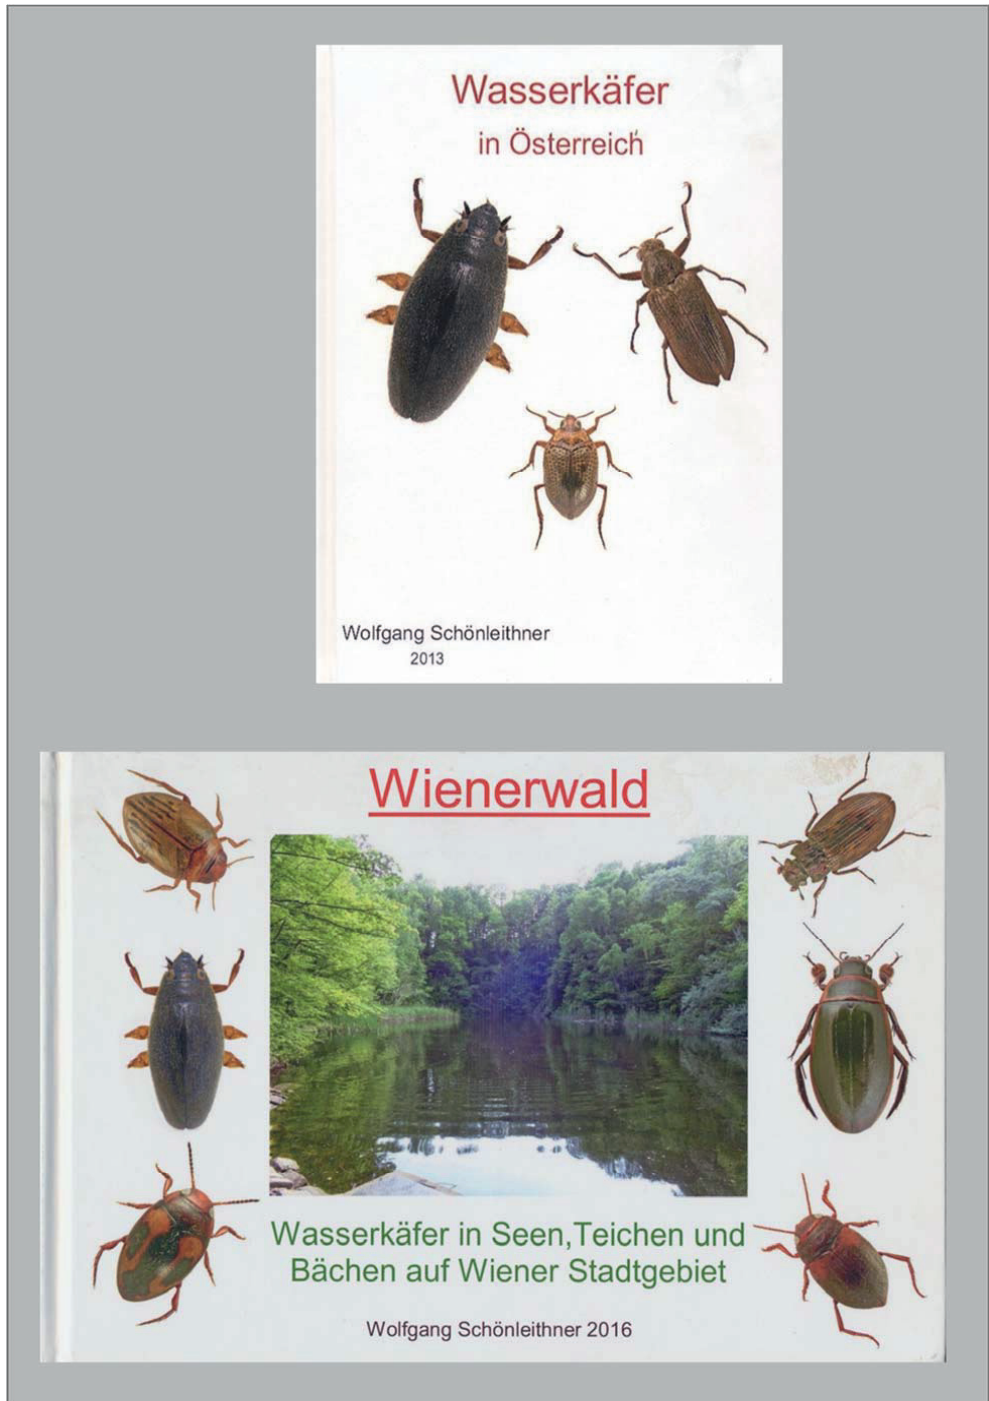 Wasserkäfer
in Österreich
Wolfgang Schönleithner
2013
Wienerwald
Wasserkäfer in Seen,Teichen und
Bächen auf Wiener Stadtgebiet
Wolfgang Schönleithner 2016